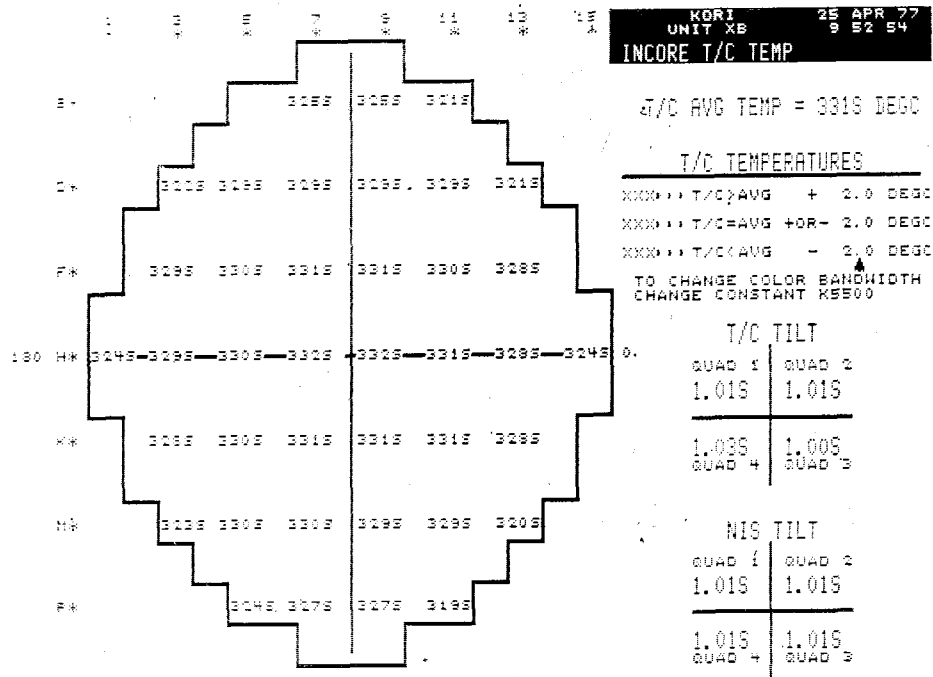 1 3 5 7 9 11 13 15
* * * * * *
KORI 25 APR 77
UNIT XB 9 52 54
INCORE T/C TEMP
325S 325S 321S
T/C AVG TEMP = 331S DEGC
T/C TEMPERATURES
322S 329S 329S 329S 329S 321S
XXX››› T/C>AVG + 2.0 DEGC
XXX››› T/C=AVG +OR- 2.0 DEGC
XXX››› T/C<AVG - 2.0 DEGC
F* 329S 330S 331S 331S 330S 328S
TO CHANGE COLOR BANDWIDTH
CHANGE CONSTANT K5500
180 H* 324S 329S 330S 332S 332S 331S 328S 324S 0.
T/C TILT
QUAD 1 QUAD 2
1.01S 1.01S
1.03S 1.00S
QUAD 4 QUAD 3
K* 328S 330S 331S 331S 331S 328S
M* 323S 330S 330S 329S 329S 320S
P* 324S 327S 327S 319S
NIS TILT
QUAD 1 QUAD 2
1.01S 1.01S
1.01S 1.01S
QUAD 4 QUAD 3